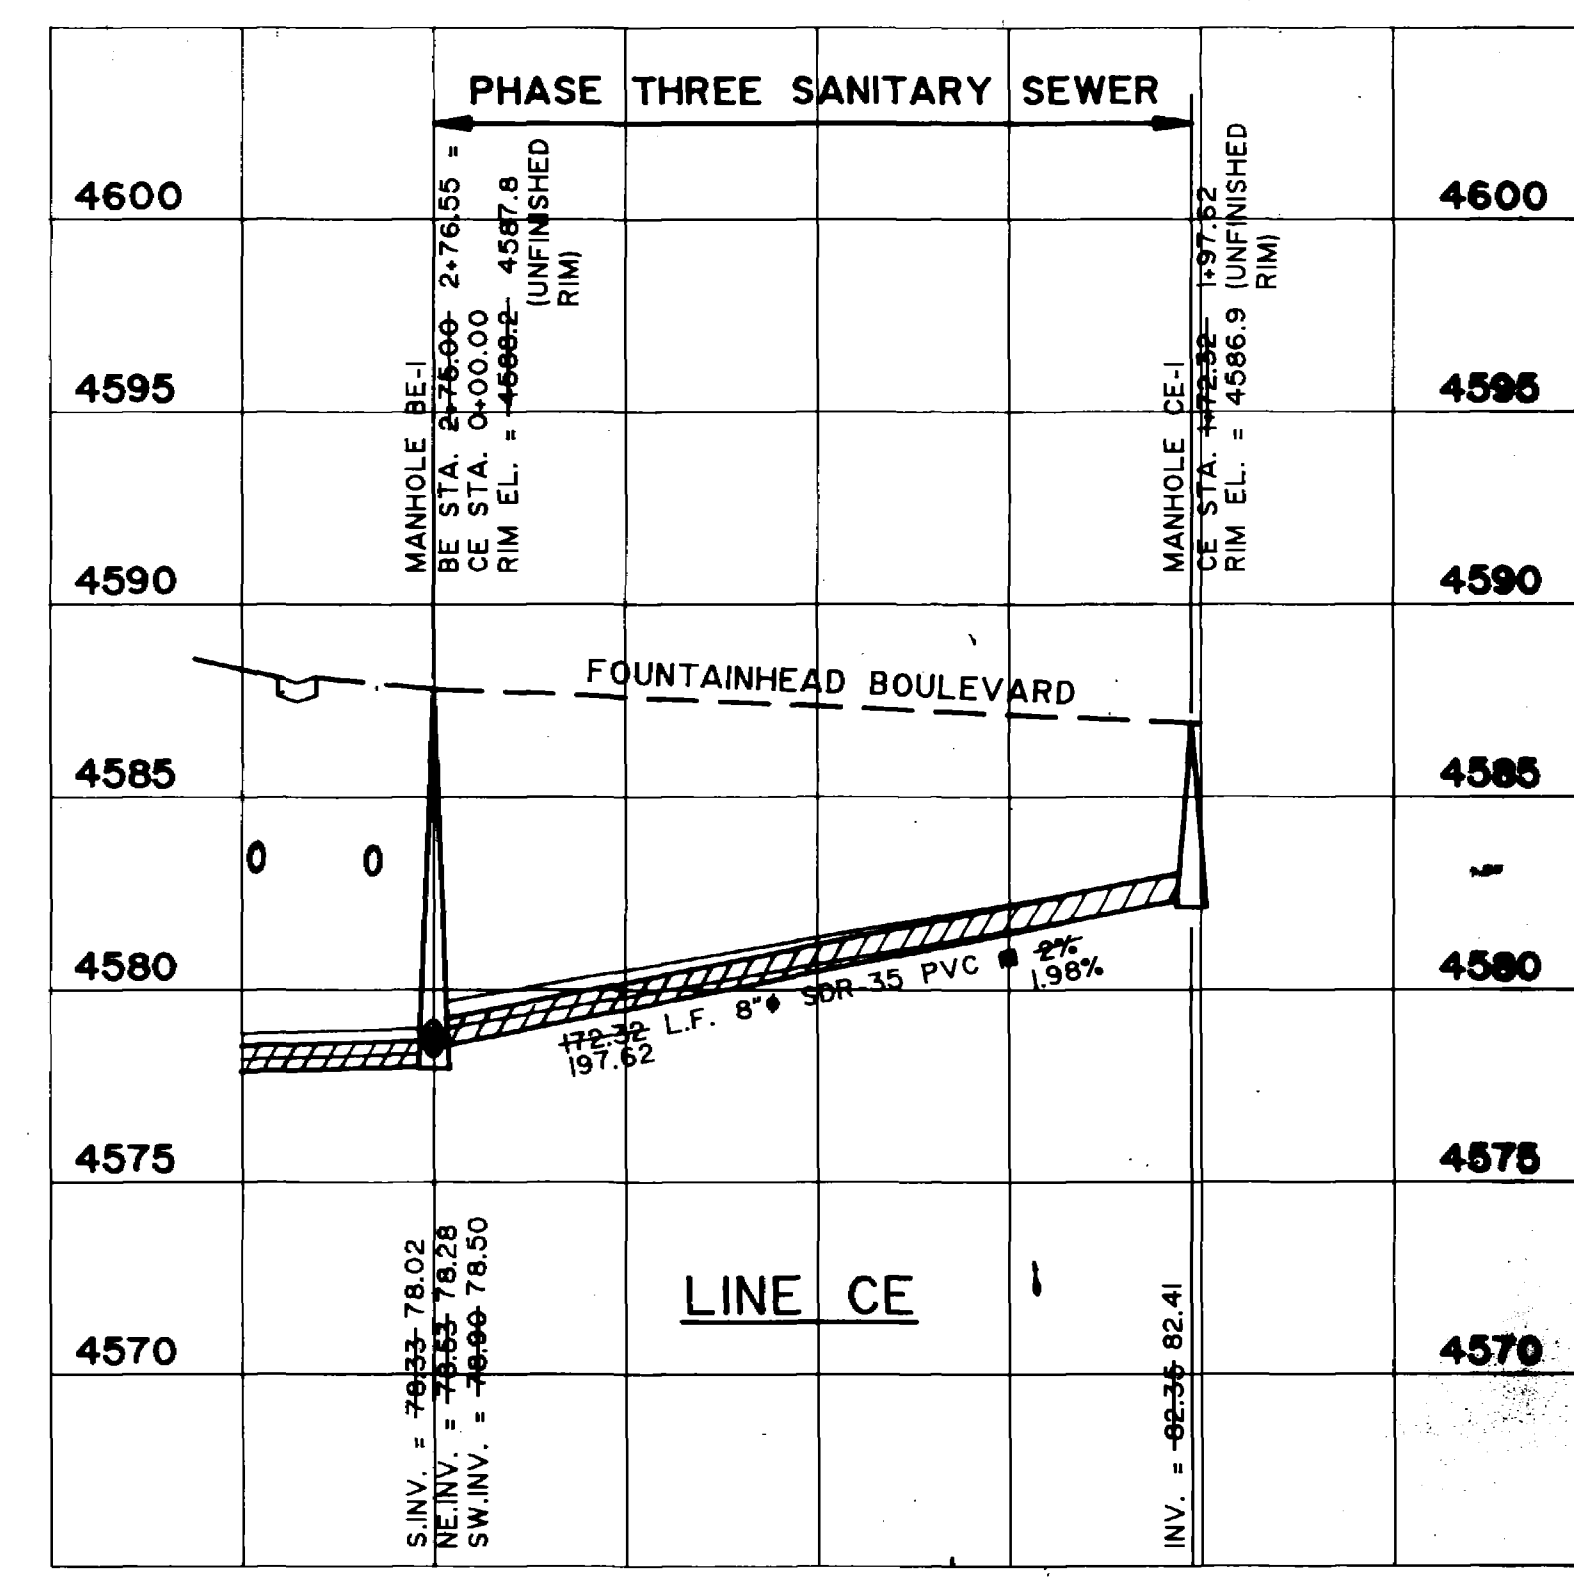 PHASE THREE SANITARY SEWER
4600
4600
4595
4595
4590
4590
4585
4585
4580
4580
4575
4575
4570
4570
MANHOLE BE-1
BE STA. 2+75.00 2+76.55 =
CE STA. 0+00.00
RIM EL. = 4588.2 4587.8
(UNFINISHED
RIM)
MANHOLE CE-1
CE STA. 1+72.32 1+97.62
RIM EL. = 4586.9 (UNFINISHED
RIM)
FOUNTAINHEAD BOULEVARD
172.32 L.F. 8"ϕ SDR-35 PVC 2%
197.62
1.98%
S.INV. = 78.33 78.02
NE.INV. = 78.53 78.28
SW.INV. = 78.90 78.50
LINE CE
INV. = 82.35 82.41